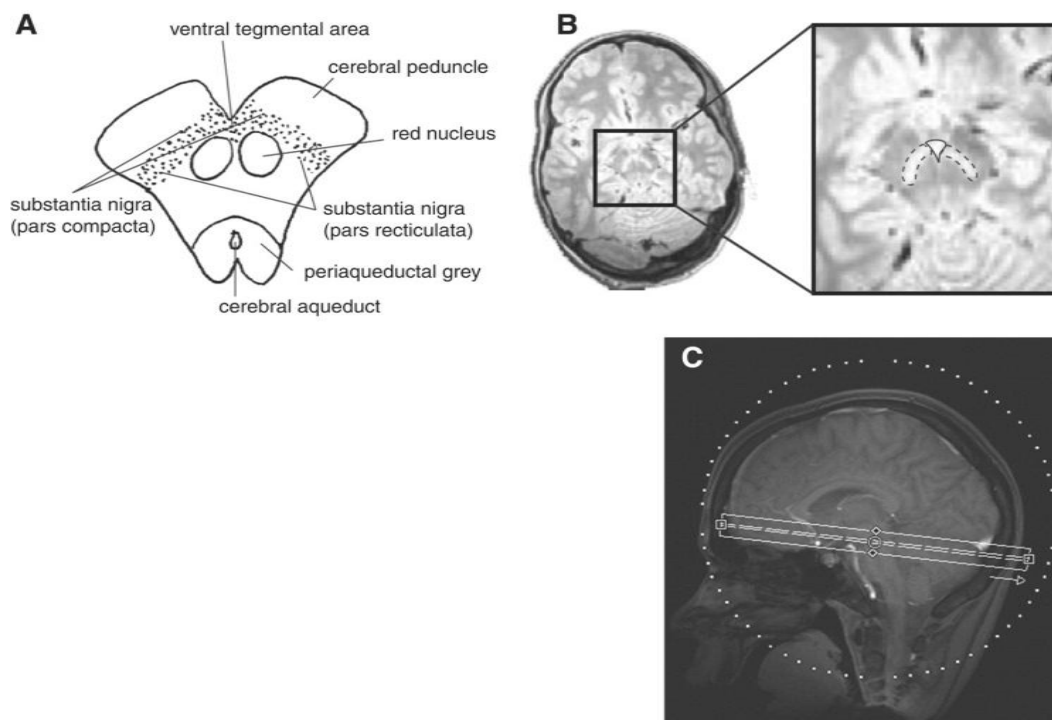 A
ventral tegmental area
cerebral peduncle
red nucleus
substantia nigra
(pars compacta)
substantia nigra
(pars recticulata)
periaqueductal grey
cerebral aqueduct
B
C